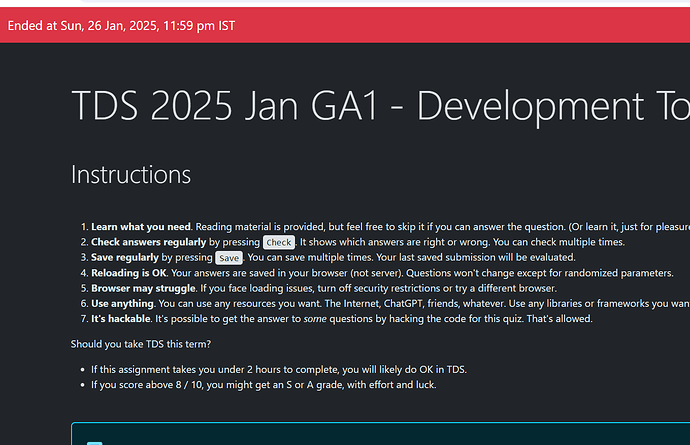 Ended at Sun, 26 Jan, 2025, 11:59 pm IST
TDS 2025 Jan GA1 - Development To
Instructions
1. Learn what you need. Reading material is provided, but feel free to skip it if you can answer the question. (Or learn it, just for pleasure
2. Check answers regularly by pressing Check. It shows which answers are right or wrong. You can check multiple times.
3. Save regularly by pressing Save. You can save multiple times. Your last saved submission will be evaluated.
4. Reloading is OK. Your answers are saved in your browser (not server). Questions won't change except for randomized parameters.
5. Browser may struggle. If you face loading issues, turn off security restrictions or try a different browser.
6. Use anything. You can use any resources you want. The Internet, ChatGPT, friends, whatever. Use any libraries or frameworks you wan
7. It's hackable. It's possible to get the answer to some questions by hacking the code for this quiz. That's allowed.
Should you take TDS this term?
• If this assignment takes you under 2 hours to complete, you will likely do OK in TDS.
• If you score above 8 / 10, you might get an S or A grade, with effort and luck.